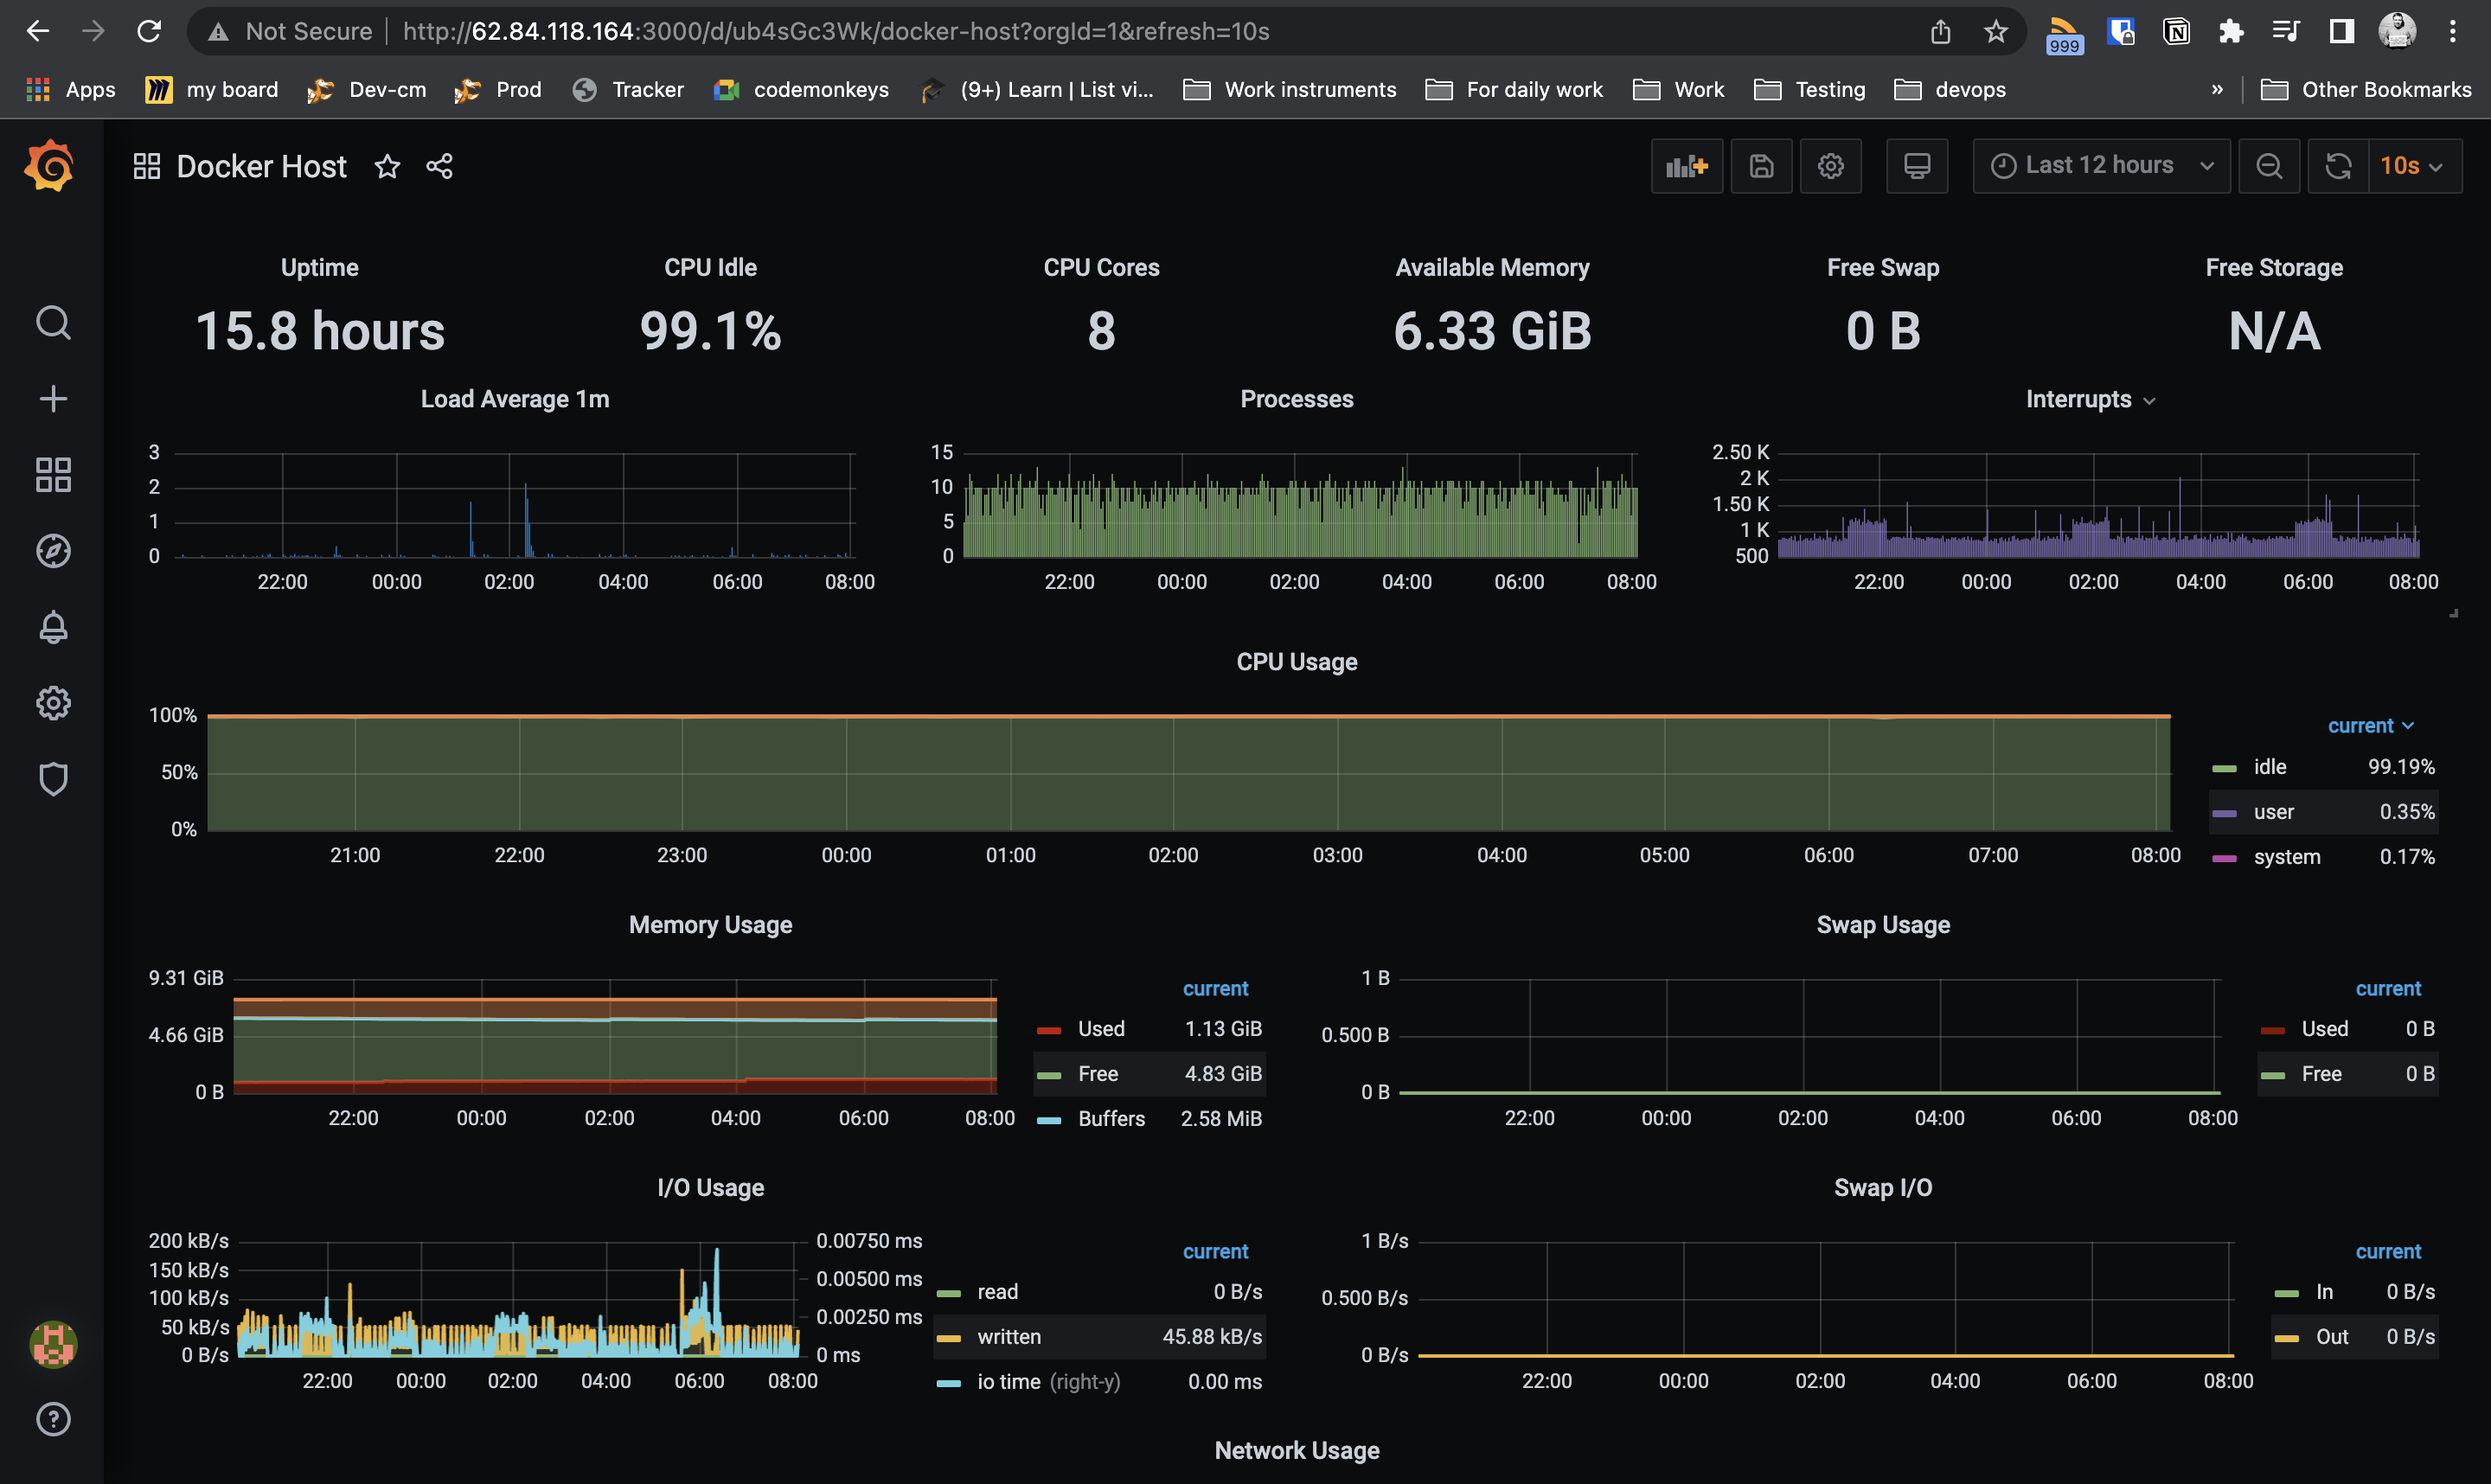 Not Secure http://62.84.118.164:3000/d/ub4sGc3Wk/docker-host?orgId=1&refresh=10s
999
Apps my board Dev-cm Prod Tracker codemonkeys (9+) Learn | List vi... Work instruments For daily work Work Testing devops » Other Bookmarks
Docker Host Last 12 hours 10s
Uptime CPU Idle CPU Cores Available Memory Free Swap Free Storage
15.8 hours 99.1% 8 6.33 GiB 0 B N/A
Load Average 1m
3
2
1
0
22:00 00:00 02:00 04:00 06:00 08:00
Processes
15
10
5
0
22:00 00:00 02:00 04:00 06:00 08:00
Interrupts
2.50 K
2 K
1.50 K
1 K
500
22:00 00:00 02:00 04:00 06:00 08:00
CPU Usage
100%
50%
0%
21:00 22:00 23:00 00:00 01:00 02:00 03:00 04:00 05:00 06:00 07:00 08:00
current
idle 99.19%
user 0.35%
system 0.17%
Memory Usage
9.31 GiB
4.66 GiB
0 B
22:00 00:00 02:00 04:00 06:00 08:00
current
Used 1.13 GiB
Free 4.83 GiB
Buffers 2.58 MiB
Swap Usage
1 B
0.500 B
0 B
22:00 00:00 02:00 04:00 06:00 08:00
current
Used 0 B
Free 0 B
I/O Usage
200 kB/s
150 kB/s
100 kB/s
50 kB/s
0 B/s
0.00750 ms
0.00500 ms
0.00250 ms
0 ms
22:00 00:00 02:00 04:00 06:00 08:00
current
read 0 B/s
written 45.88 kB/s
io time (right-y) 0.00 ms
Swap I/O
1 B/s
0.500 B/s
0 B/s
22:00 00:00 02:00 04:00 06:00 08:00
current
In 0 B/s
Out 0 B/s
Network Usage